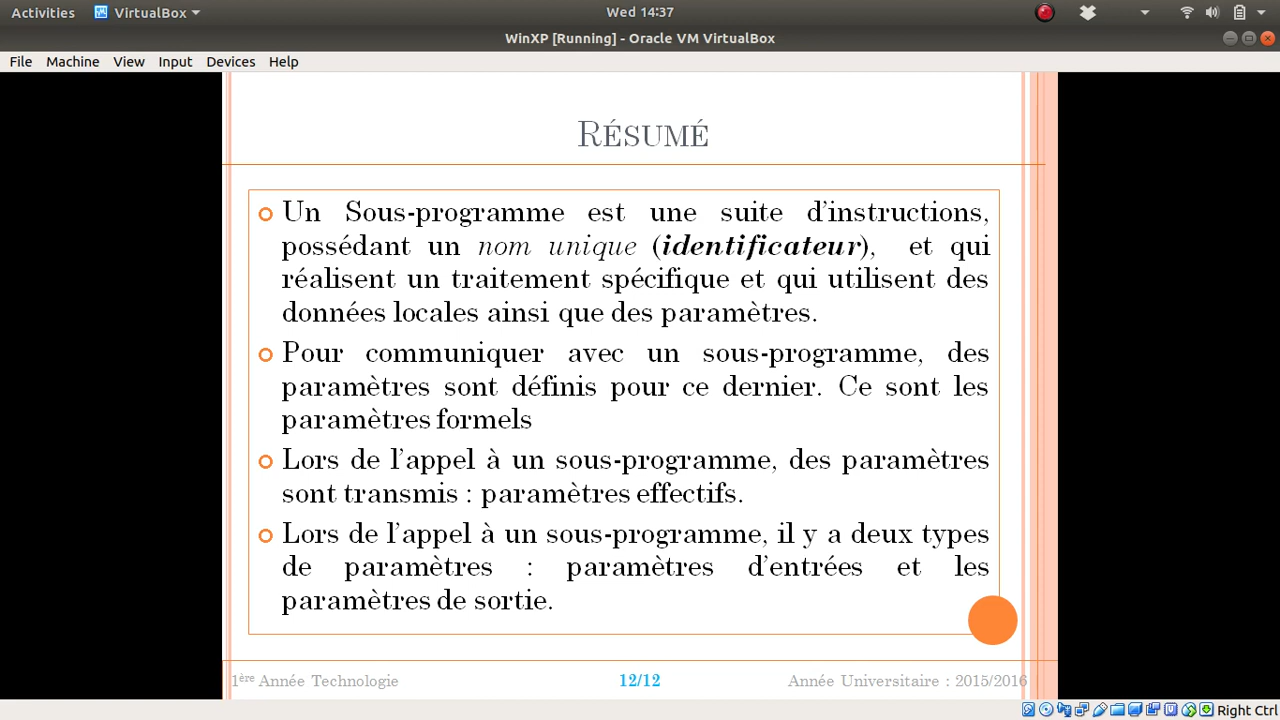 Activities VirtualBox Wed 14:37
WinXP [Running] - Oracle VM VirtualBox
File Machine View Input Devices Help
RÉSUMÉ
Un Sous-programme est une suite d'instructions,
possédant un nom unique (identificateur), et qui
réalisent un traitement spécifique et qui utilisent des
données locales ainsi que des paramètres.
Pour communiquer avec un sous-programme, des
paramètres sont définis pour ce dernier. Ce sont les
paramètres formels
Lors de l'appel à un sous-programme, des paramètres
sont transmis : paramètres effectifs.
Lors de l'appel à un sous-programme, il y a deux types
de paramètres : paramètres d'entrées et les
paramètres de sortie.
1ère Année Technologie 12/12 Année Universitaire : 2015/2016
Right Ctrl